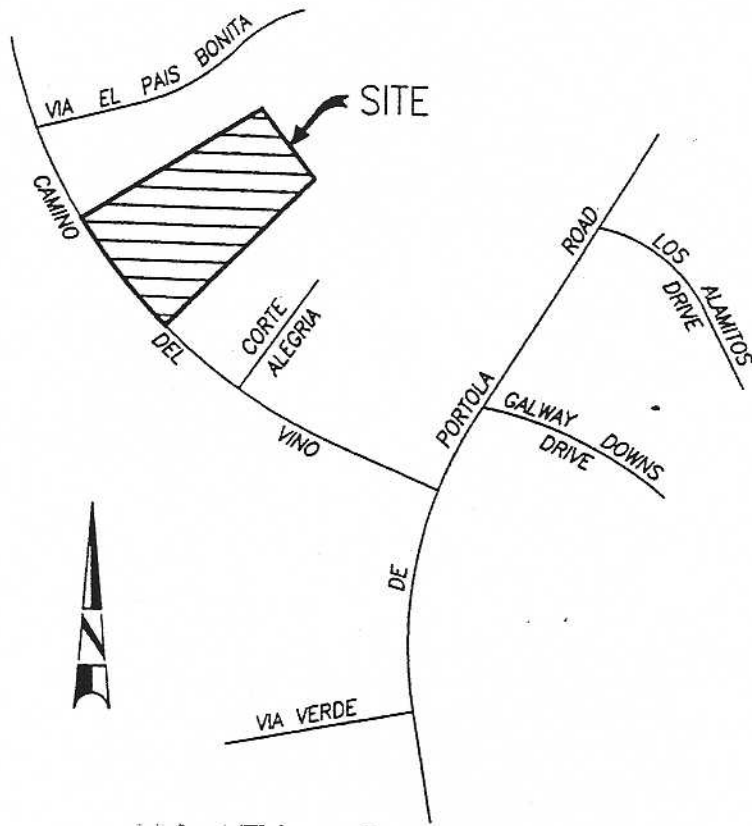 VIA EL PAIS BONITA
SITE
CAMINO DEL VINO
CORTE
ALEGRIA
DE PORTOLA ROAD
LOS ALAMITOS
DRIVE
GALWAY DOWNS
DRIVE
N
VIA VERDE